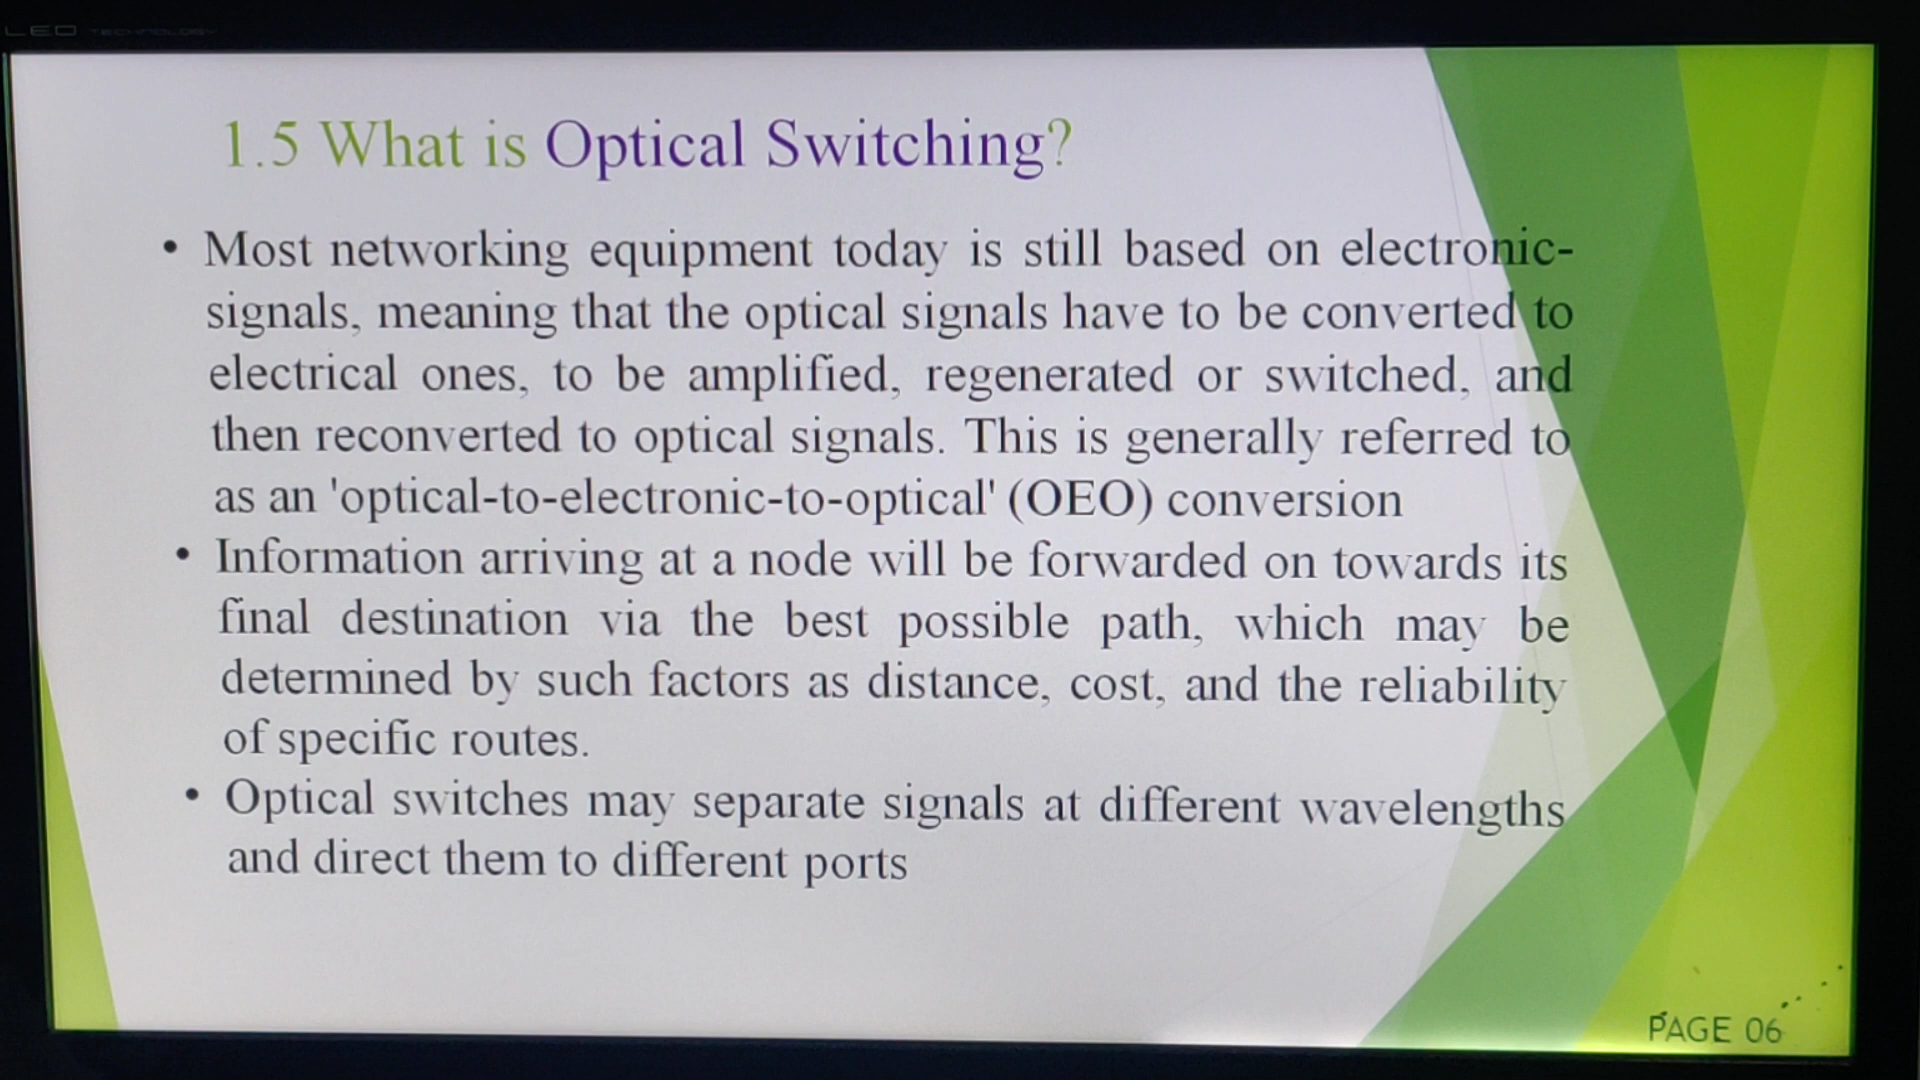 LEO TECHNOLOGY
1.5 What is Optical Switching?
• Most networking equipment today is still based on electronic-
signals, meaning that the optical signals have to be converted to
electrical ones, to be amplified, regenerated or switched, and
then reconverted to optical signals. This is generally referred to
as an 'optical-to-electronic-to-optical' (OEO) conversion
• Information arriving at a node will be forwarded on towards its
final destination via the best possible path, which may be
determined by such factors as distance, cost, and the reliability
of specific routes.
• Optical switches may separate signals at different wavelengths
and direct them to different ports
PAGE 06